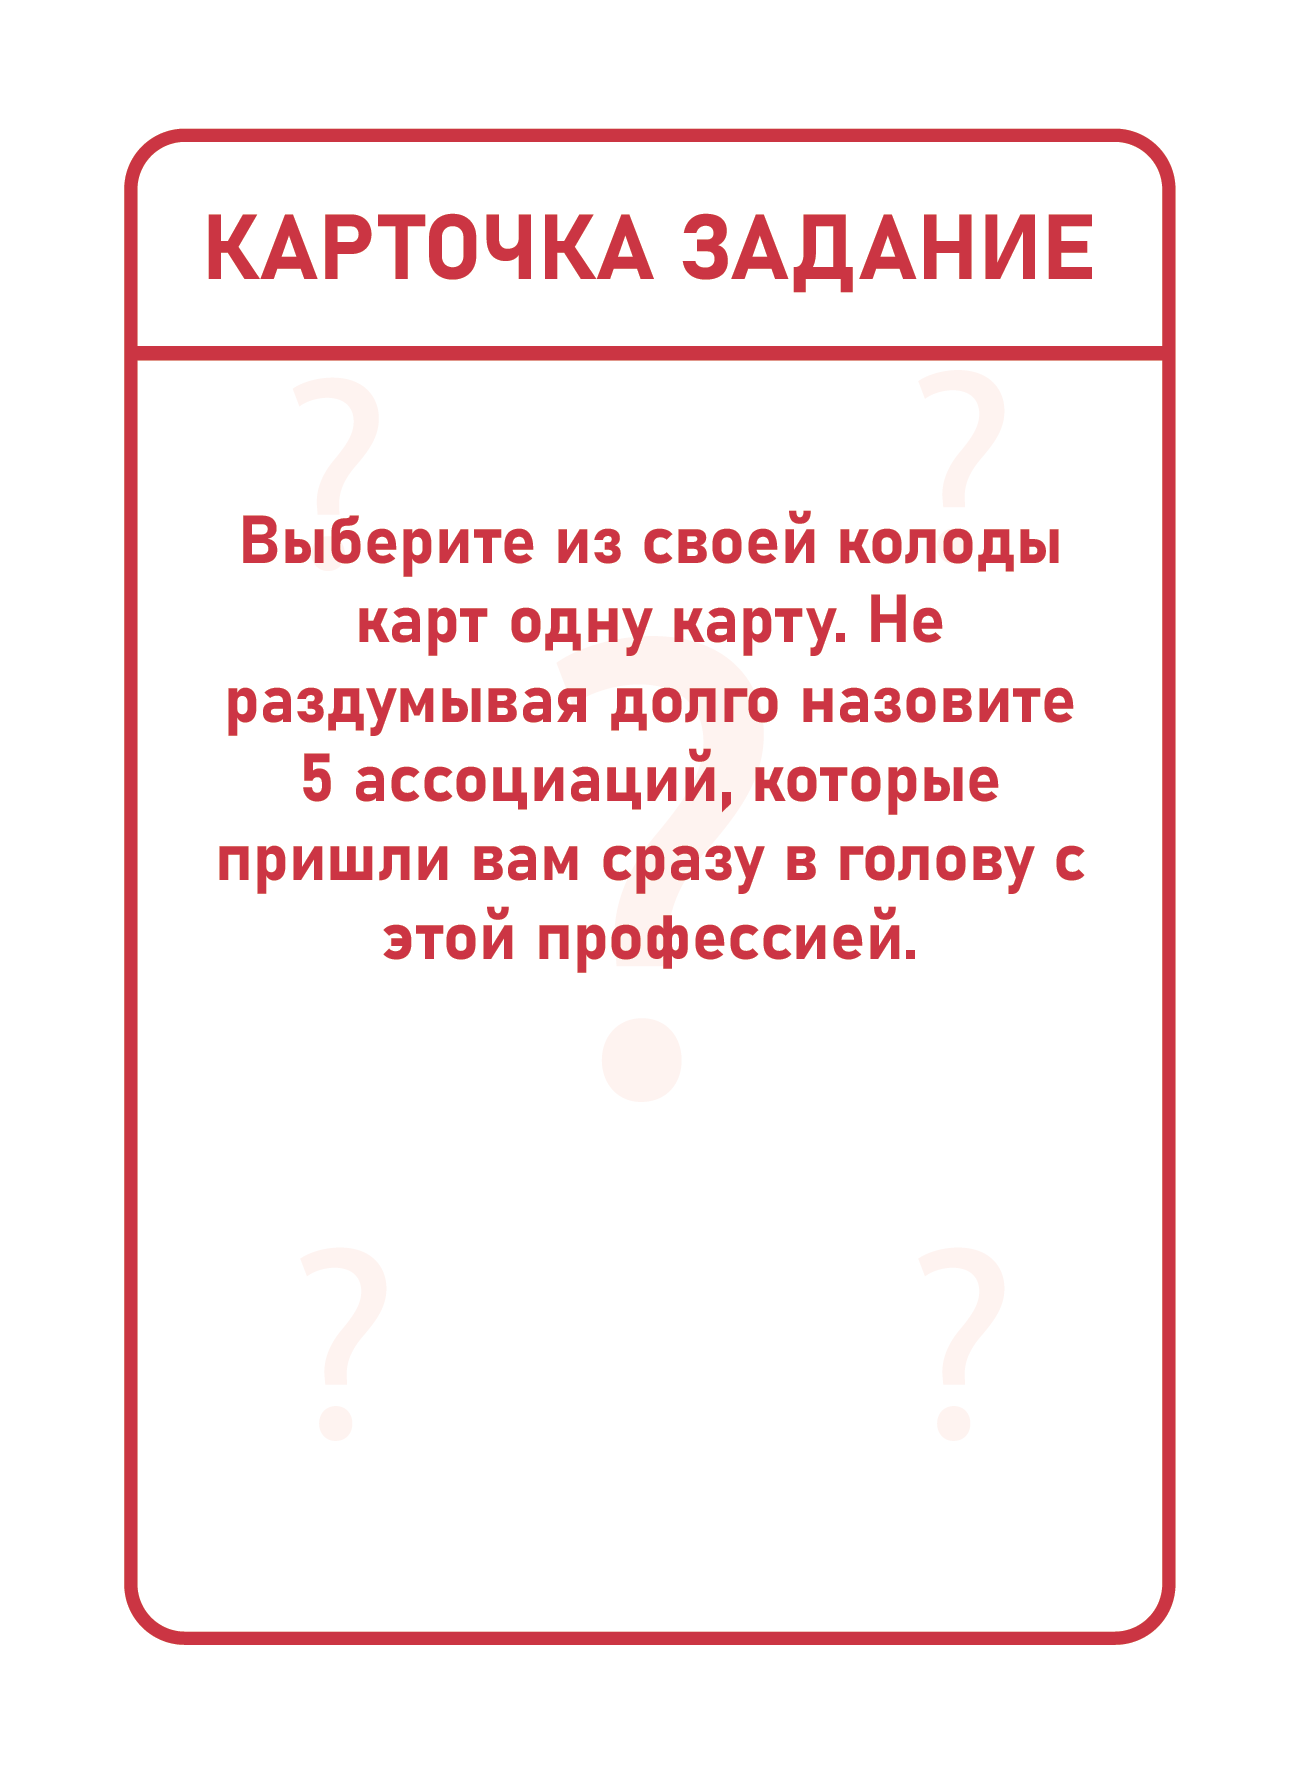 КАРТОЧКА ЗАДАНИЕ
Выберите из своей колоды
карт одну карту. Не
раздумывая долго назовите
5 ассоциаций, которые
пришли вам сразу в голову с
этой профессией.
?
?
?
?
?